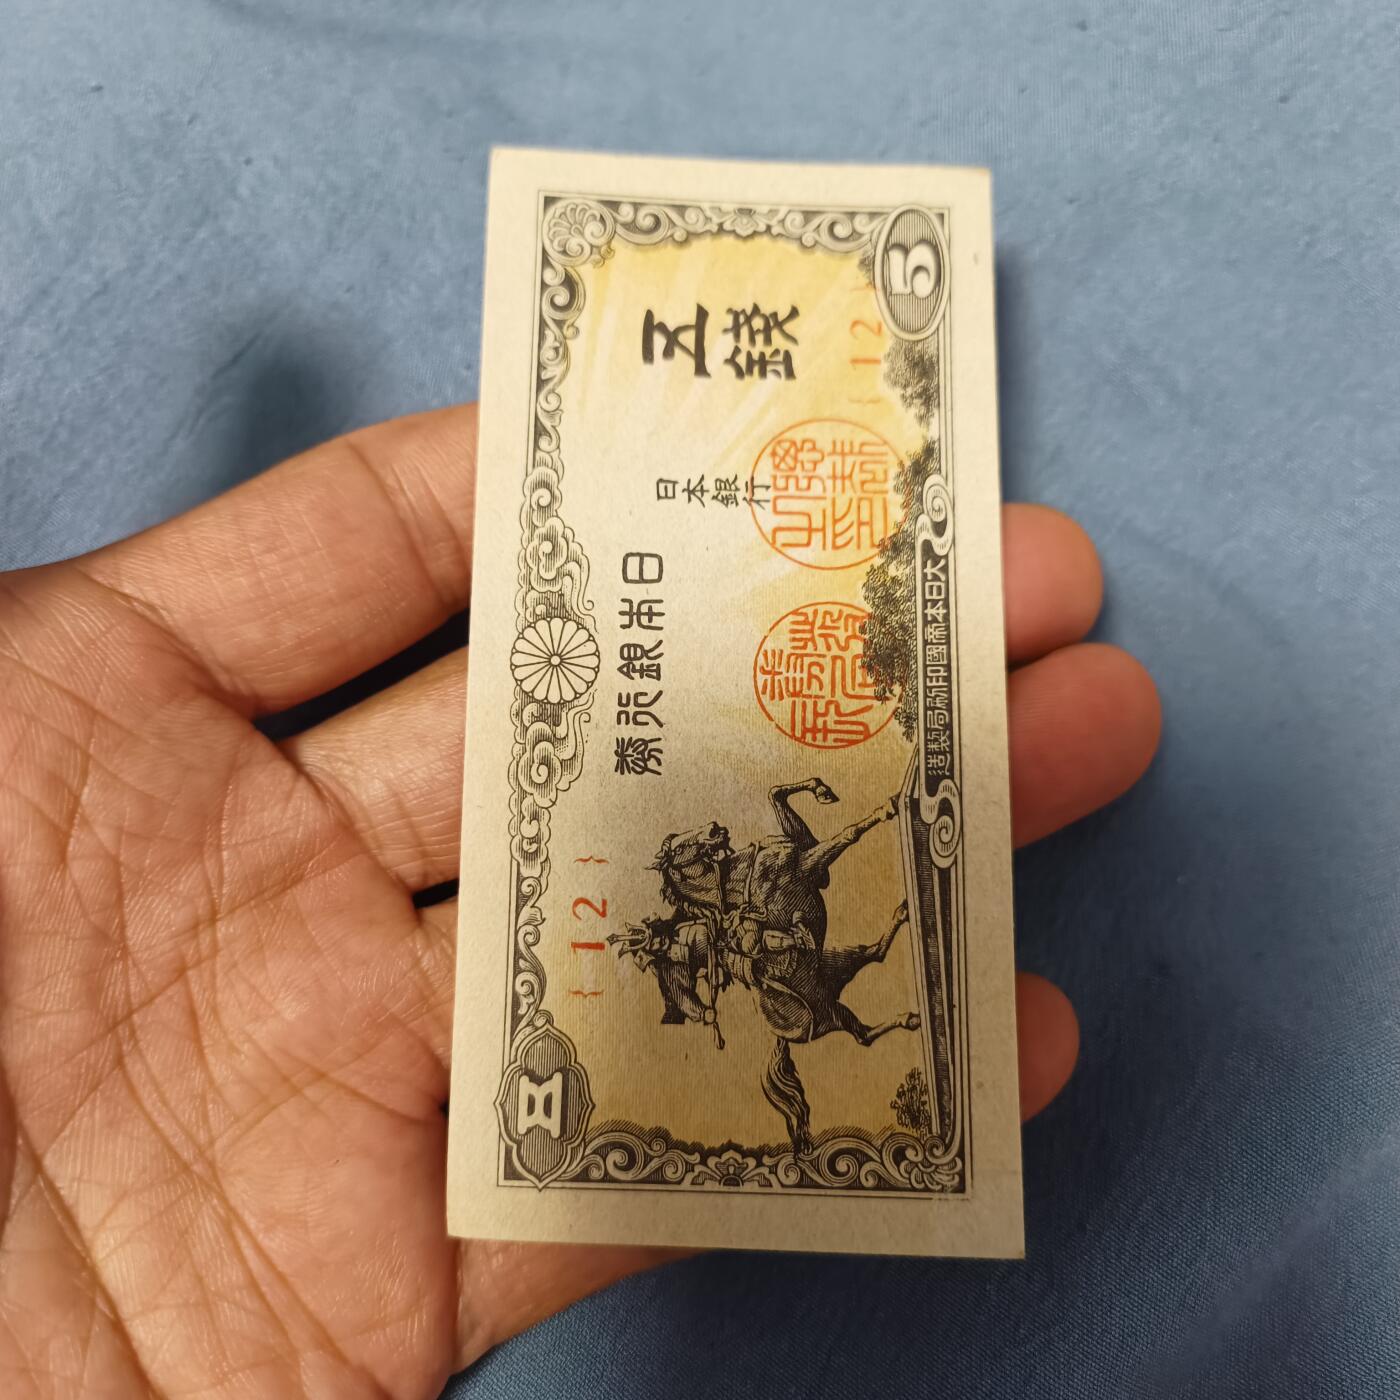 五
{12}
日本銀行券
五錢
日本銀行
{12}
5
大日本帝國印刷局製造